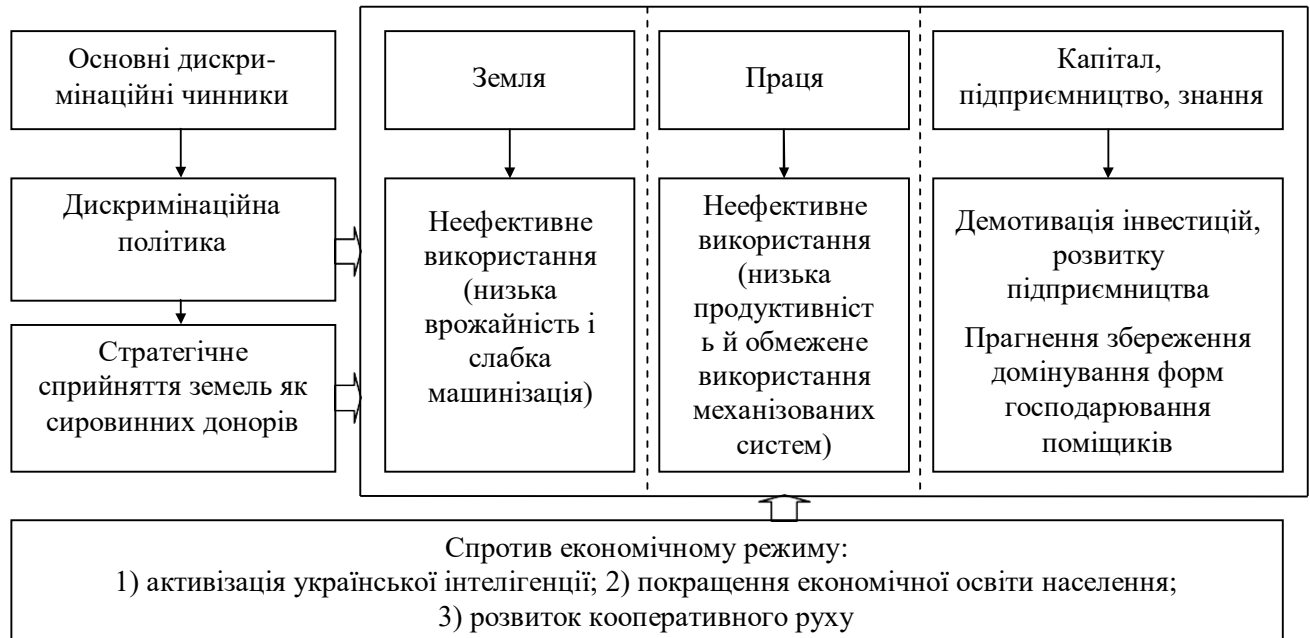 Основні дискри-
мінаційні чинники
Дискримінаційна
політика
Стратегічне
сприйняття земель як
сировинних донорів
Земля
Неефективне
використання
(низька
врожайність і
слабка
машинізація)
Праця
Неефективне
використання
(низька
продуктивніст
ь й обмежене
використання
механізованих
систем)
Капітал,
підприємництво, знання
Демотивація інвестицій,
розвитку
підприємництва
Прагнення збереження
домінування форм
господарювання
поміщиків
Спротив економічному режиму:
1) активізація української інтелігенції; 2) покращення економічної освіти населення;
3) розвиток кооперативного руху